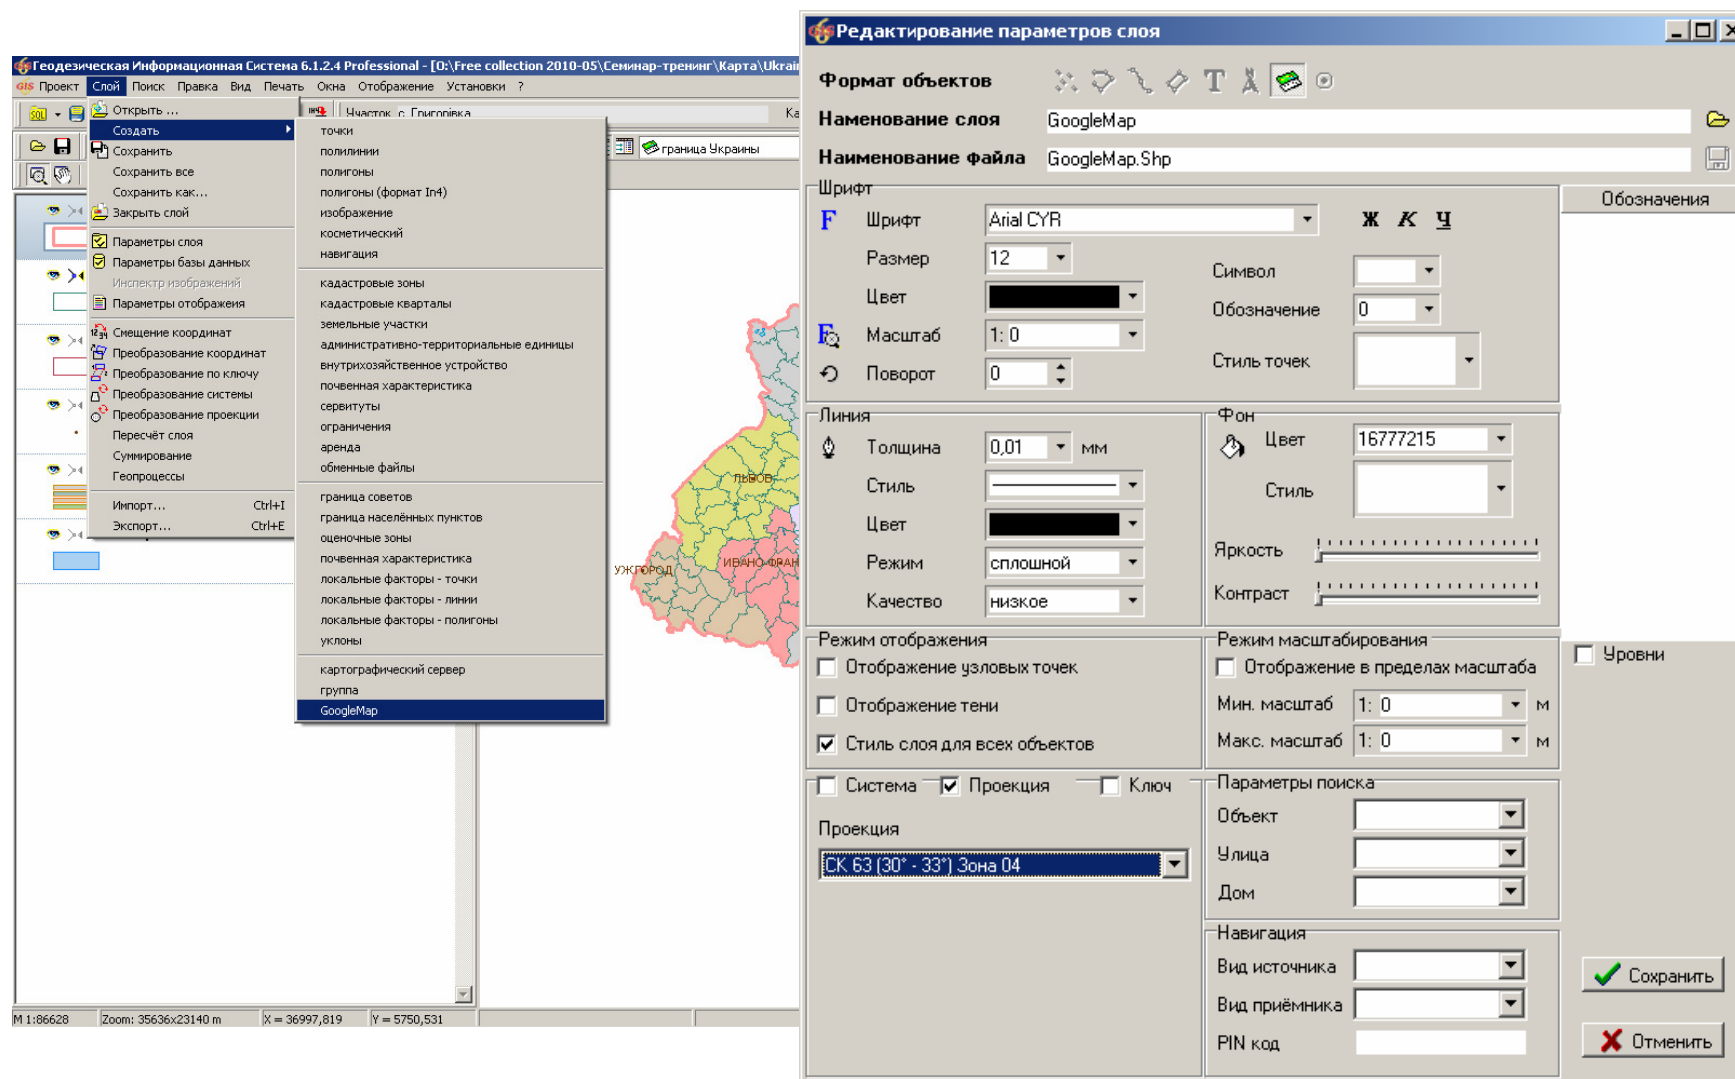 Геодезическая Информационная Система 6.1.2.4 Professional - [O:\Free collection 2010-05\Семинар-тренинг\Карта\Ukrai
GIS Проект Слой Поиск Правка Вид Печать Окна Отображение Установки ?
SQL Участок с. Григорівка Ка
граница Украины
Открыть ...
Создать
Сохранить
Сохранить все
Сохранить как...
Закрыть слой
Параметры слоя
Параметры базы данных
Инспектр изображений
Параметры отображеия
Смещение координат
Преобразование координат
Преобразование по ключу
Преобразование системы
Преобразование проекции
Пересчёт слоя
Суммирование
Геопроцессы
Импорт... Ctrl+I
Экспорт... Ctrl+E
точки
полилинии
полигоны
полигоны (формат In4)
изображение
косметический
навигация
кадастровые зоны
кадастровые кварталы
земельные участки
административно-территориальные единицы
внутрихозяйственное устройство
почвенная характеристика
сервитуты
ограничения
аренда
обменные файлы
граница советов
граница населённых пунктов
оценочные зоны
почвенная характеристика
локальные факторы - точки
локальные факторы - линии
локальные факторы - полигоны
уклоны
картографический сервер
группа
GoogleMap
ЛЬВОВ
УЖГОРОД
ИВАНО-ФРАН
M 1:86628 Zoom: 35636x23140 m X = 36997,819 Y = 5750,531
Редактирование параметров слоя
Формат объектов
Наменование слоя GoogleMap
Наименование файла GoogleMap.Shp
Шрифт
Обозначения
F Шрифт Arial CYR Ж К Ч
Размер 12
Символ
Цвет
Обозначение 0
Масштаб 1: 0
Стиль точек
Поворот 0
Линия
Толщина 0,01 мм
Стиль
Цвет
Режим сплошной
Качество низкое
Фон
Цвет 16777215
Стиль
Яркость
Контраст
Режим отображения
Отображение узловых точек
Отображение тени
Стиль слоя для всех объектов
Режим масштабирования
Отображение в пределах масштаба
Мин. масштаб 1: 0 м
Макс. масштаб 1: 0 м
Уровни
Система Проекция Ключ
Проекция
СК 63 (30° - 33°) Зона 04
Параметры поиска
Объект
Улица
Дом
Навигация
Вид источника
Вид приёмника
PIN код
Сохранить
Отменить